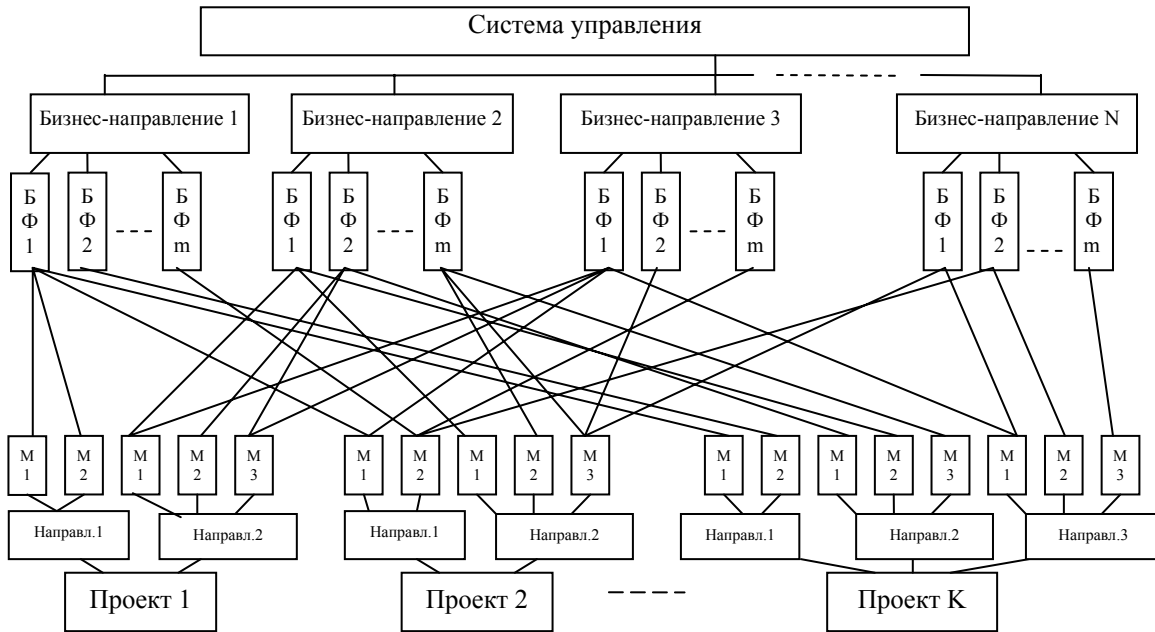 Система управления
Бизнес-направление 1
Бизнес-направление 2
Бизнес-направление 3
Бизнес-направление N
Б
Ф
1
Б
Ф
2
Б
Ф
m
Б
Ф
1
Б
Ф
2
Б
Ф
m
Б
Ф
1
Б
Ф
2
Б
Ф
m
Б
Ф
1
Б
Ф
2
Б
Ф
m
М
1
М
2
М
1
М
2
М
3
М
1
М
2
М
1
М
2
М
3
М
1
М
2
М
1
М
2
М
3
М
1
М
2
М
3
Направл.1
Направл.2
Направл.1
Направл.2
Направл.1
Направл.2
Направл.3
Проект 1
Проект 2
Проект К